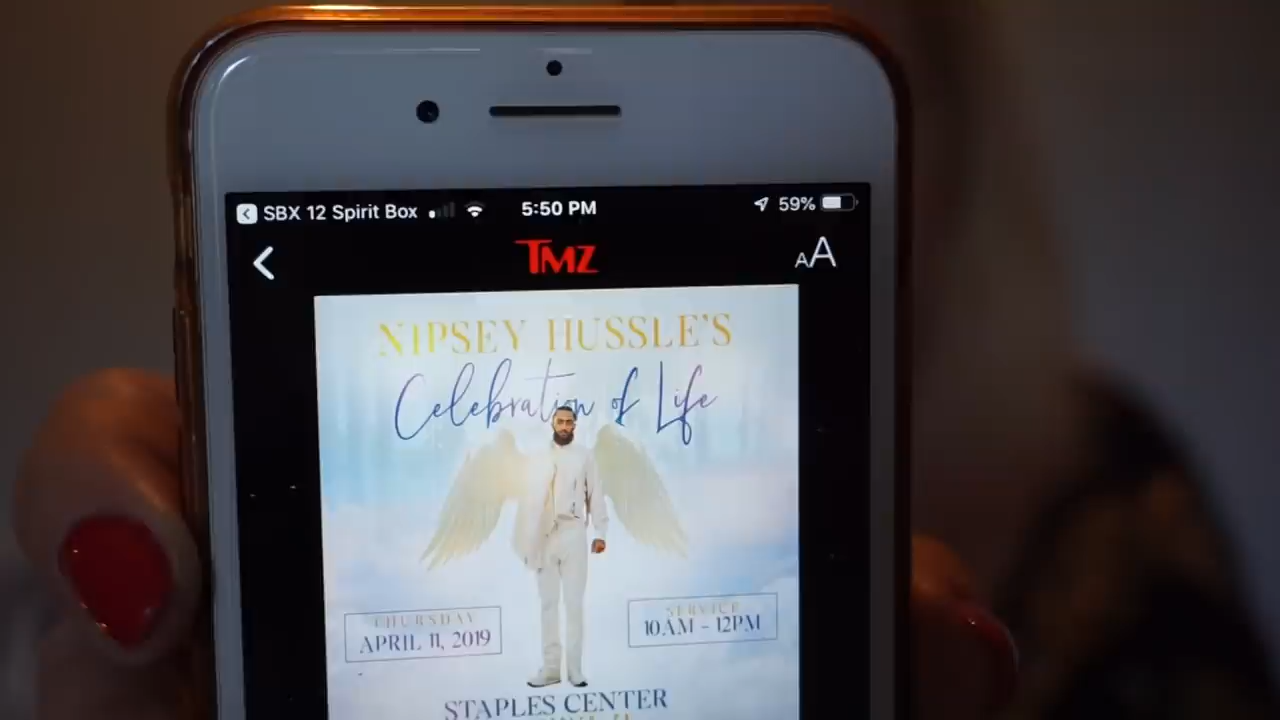 SBX 12 Spirit Box 5:50 PM 59%
TMZ AA
NIPSEY HUSSLE'S
Celebration of Life
THURSDAY
APRIL 11, 2019
SERVICE
10AM - 12PM
STAPLES CENTER